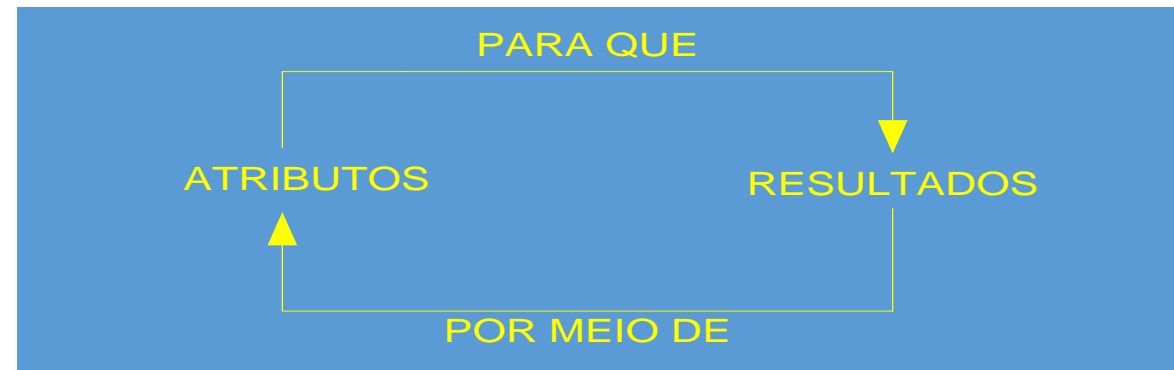 PARA QUE
ATRIBUTOS
RESULTADOS
POR MEIO DE